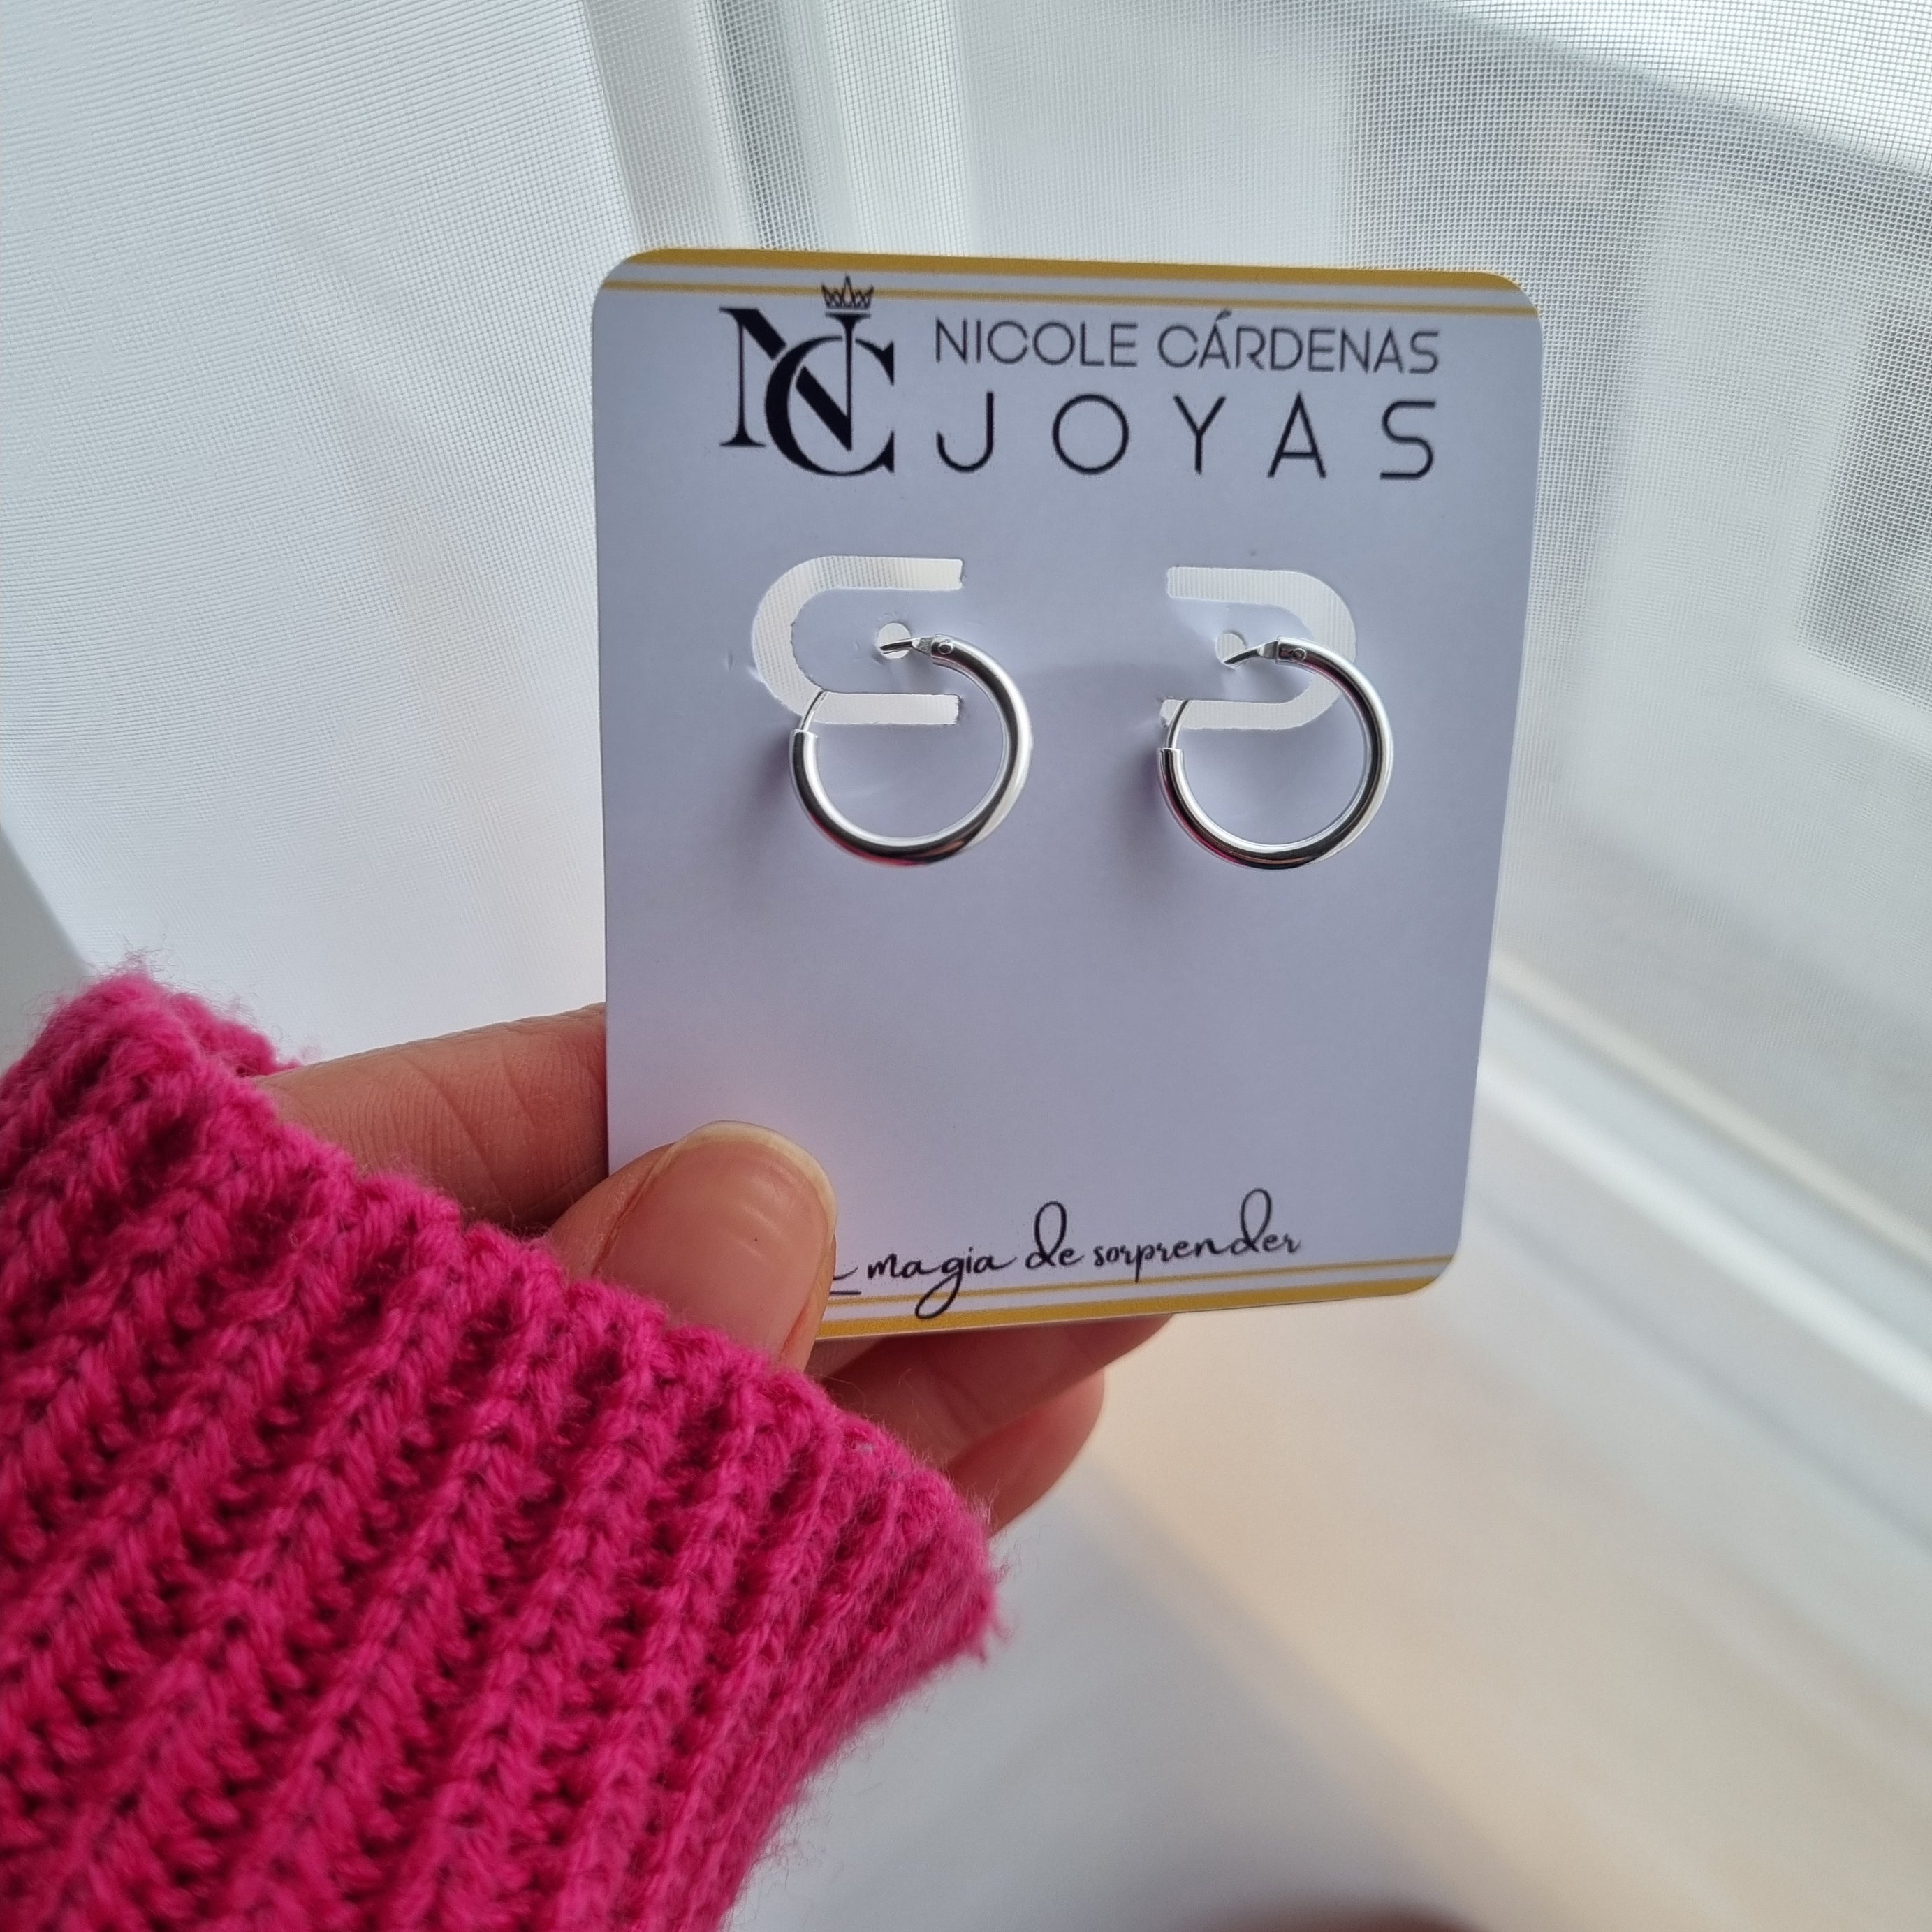 NC NICOLE CÁRDENAS
JOYAS
magia de sorprender